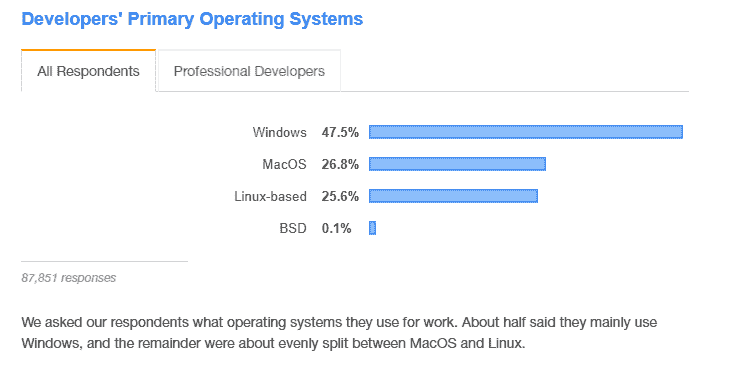 Developers' Primary Operating Systems
All Respondents Professional Developers
Windows 47.5%
MacOS 26.8%
Linux-based 25.6%
BSD 0.1%
87,851 responses
We asked our respondents what operating systems they use for work. About half said they mainly use
Windows, and the remainder were about evenly split between MacOS and Linux.